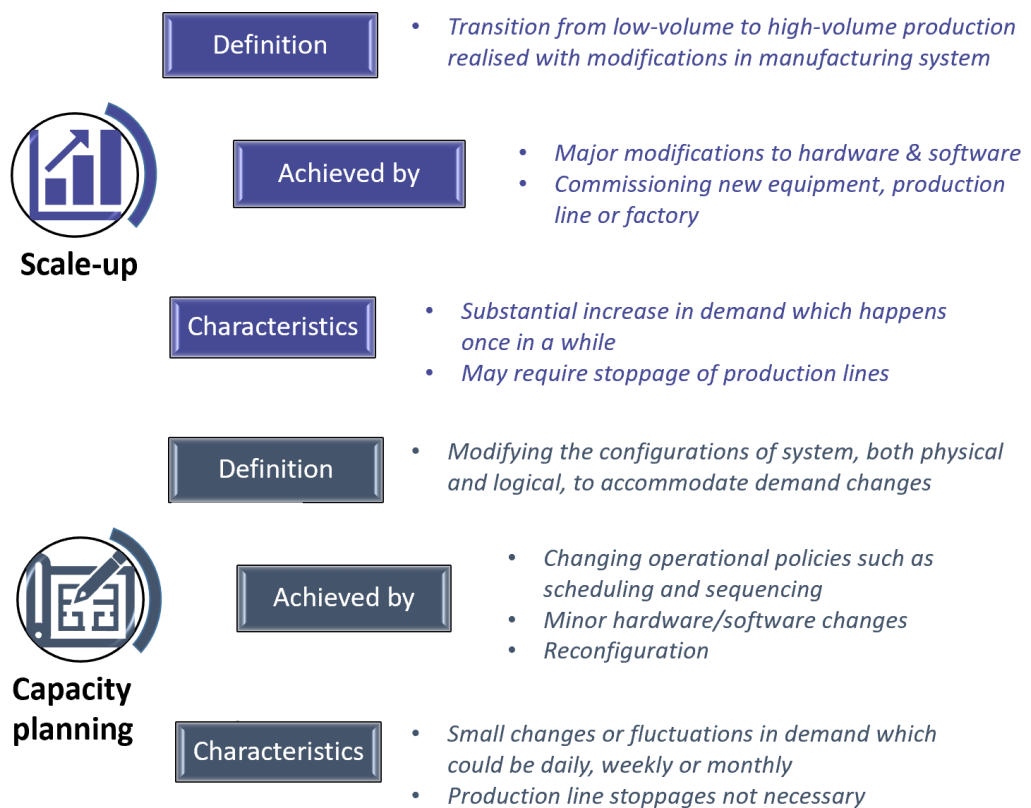 Definition
• Transition from low-volume to high-volume production
realised with modifications in manufacturing system
Achieved by
• Major modifications to hardware & software
• Commissioning new equipment, production
line or factory
Scale-up
Characteristics
• Substantial increase in demand which happens
once in a while
• May require stoppage of production lines
Definition
• Modifying the configurations of system, both physical
and logical, to accommodate demand changes
Achieved by
• Changing operational policies such as
scheduling and sequencing
• Minor hardware/software changes
• Reconfiguration
Capacity
planning
Characteristics
• Small changes or fluctuations in demand which
could be daily, weekly or monthly
• Production line stoppages not necessary